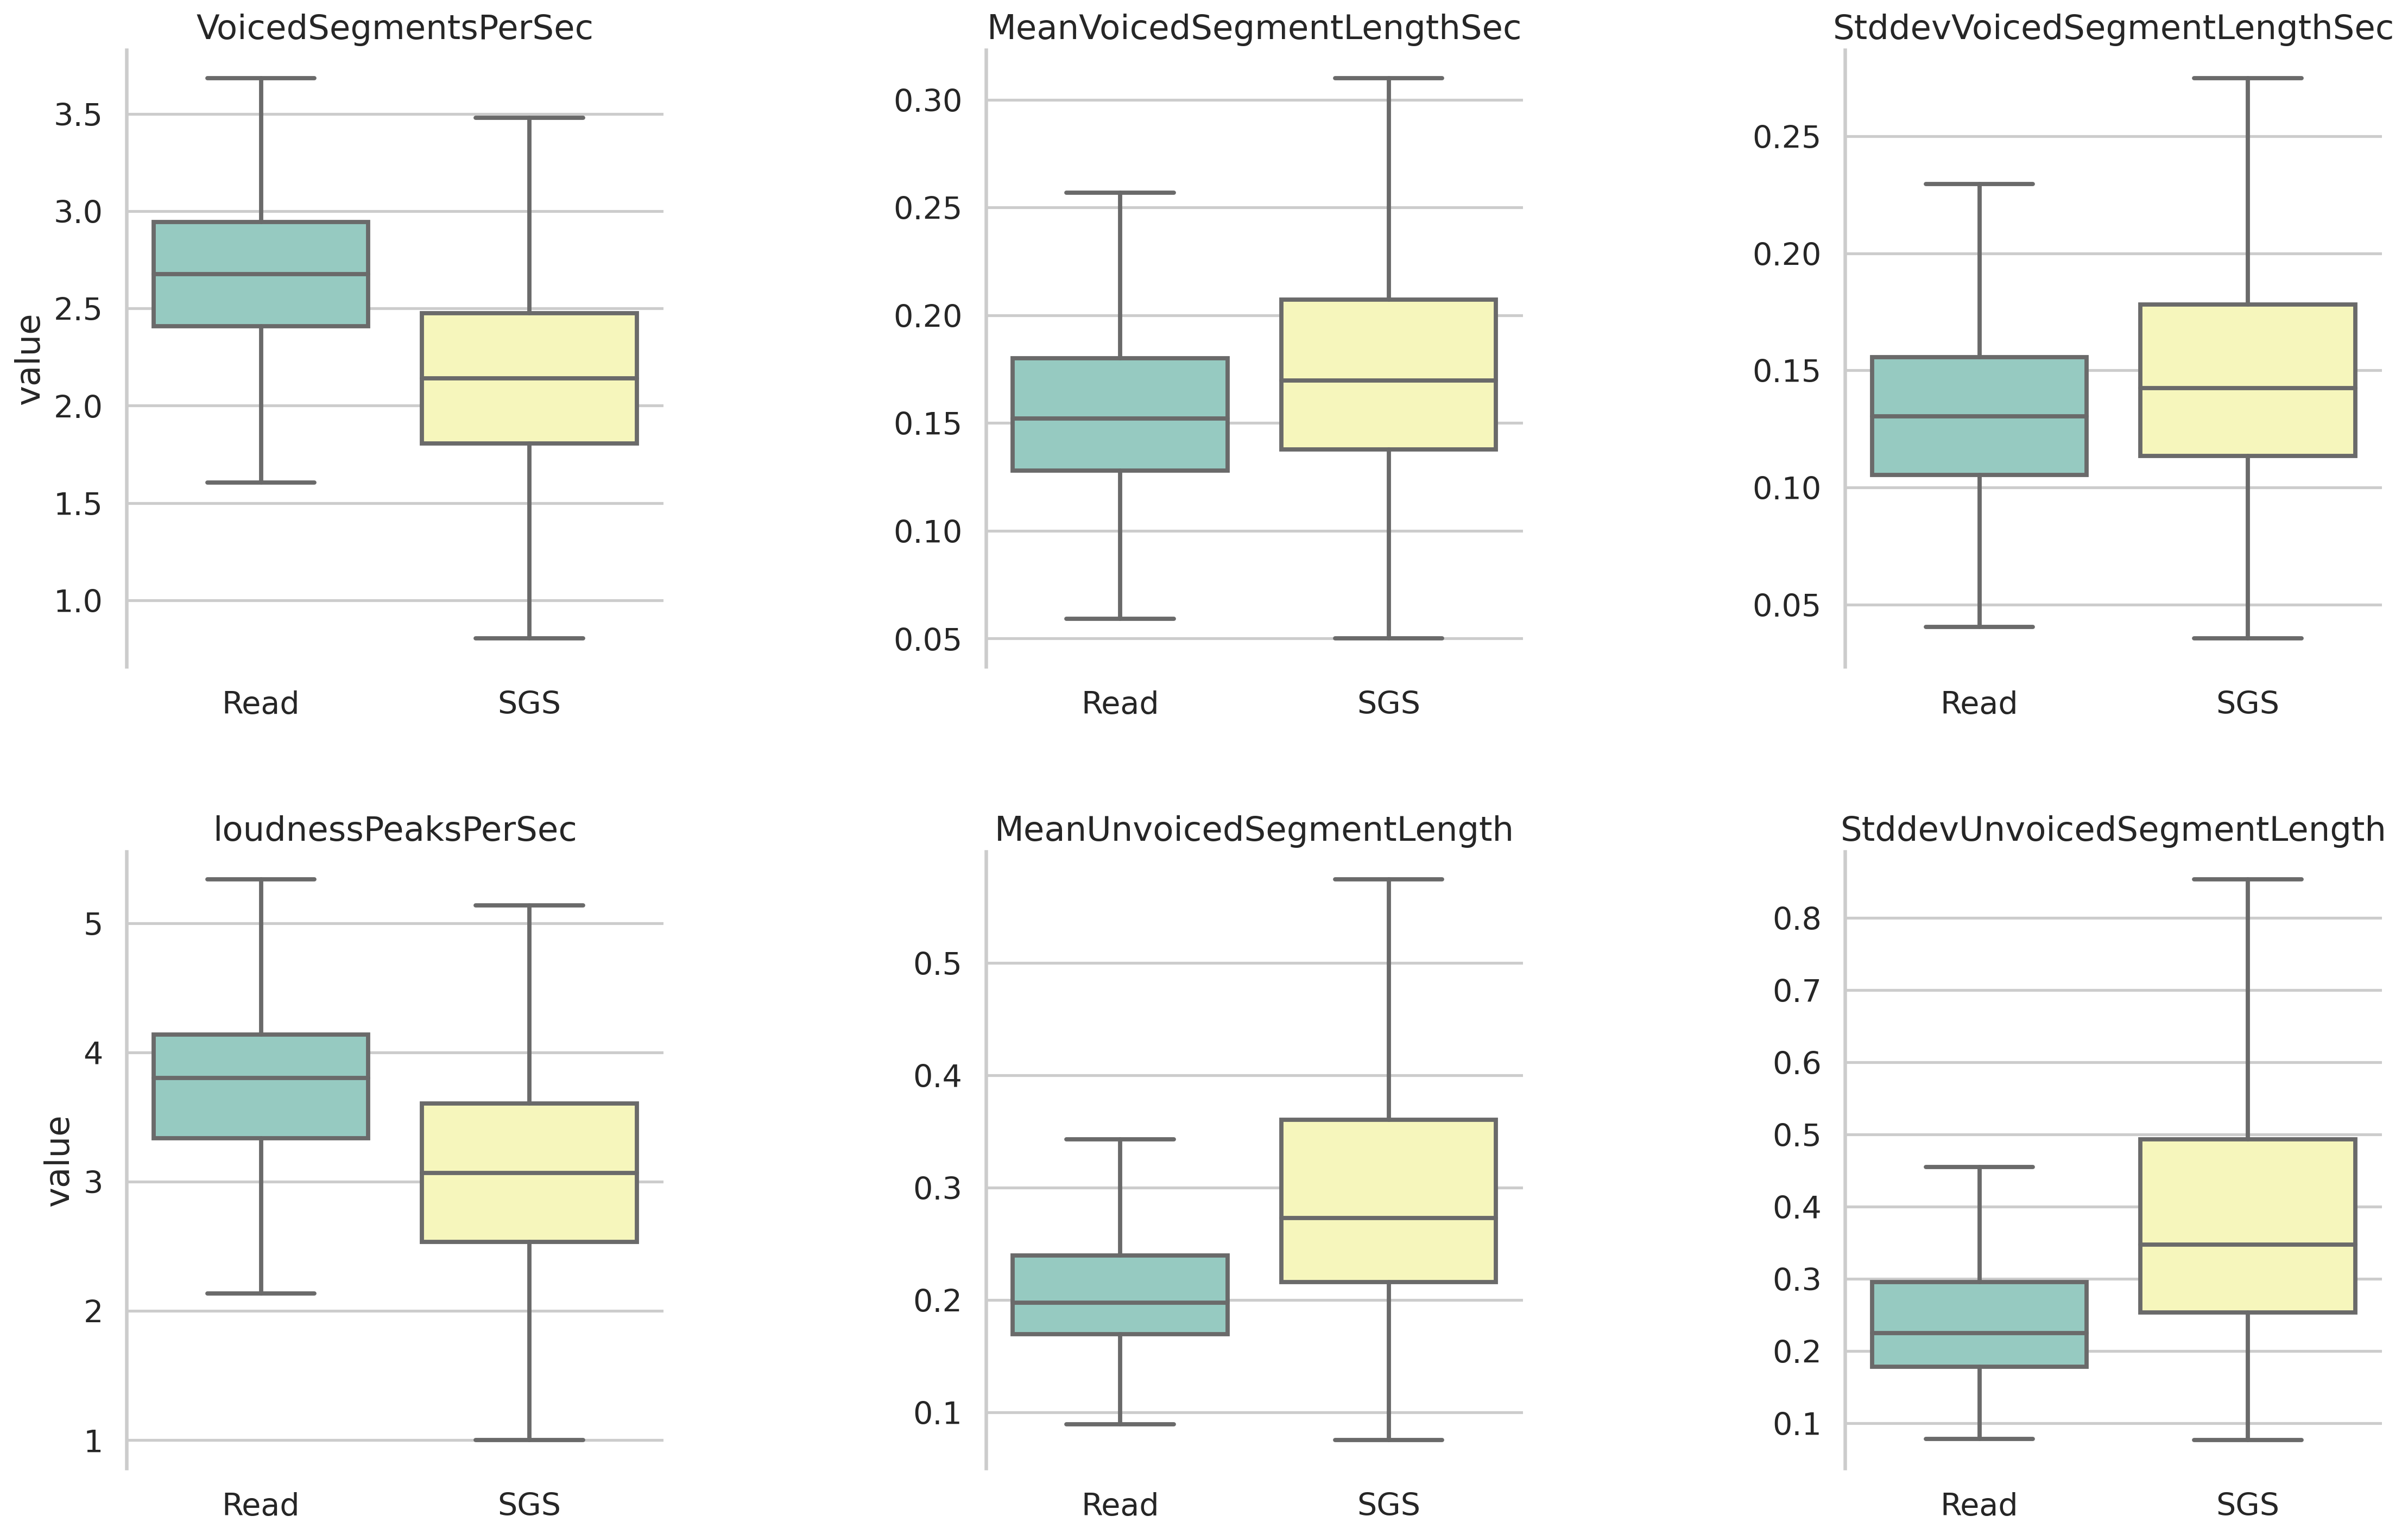 VoicedSegmentsPerSec
value
3.5
3.0
2.5
2.0
1.5
1.0
Read SGS
MeanVoicedSegmentLengthSec
0.30
0.25
0.20
0.15
0.10
0.05
Read SGS
StddevVoicedSegmentLengthSec
0.25
0.20
0.15
0.10
0.05
Read SGS
loudnessPeaksPerSec
value
5
4
3
2
1
Read SGS
MeanUnvoicedSegmentLength
0.5
0.4
0.3
0.2
0.1
Read SGS
StddevUnvoicedSegmentLength
0.8
0.7
0.6
0.5
0.4
0.3
0.2
0.1
Read SGS